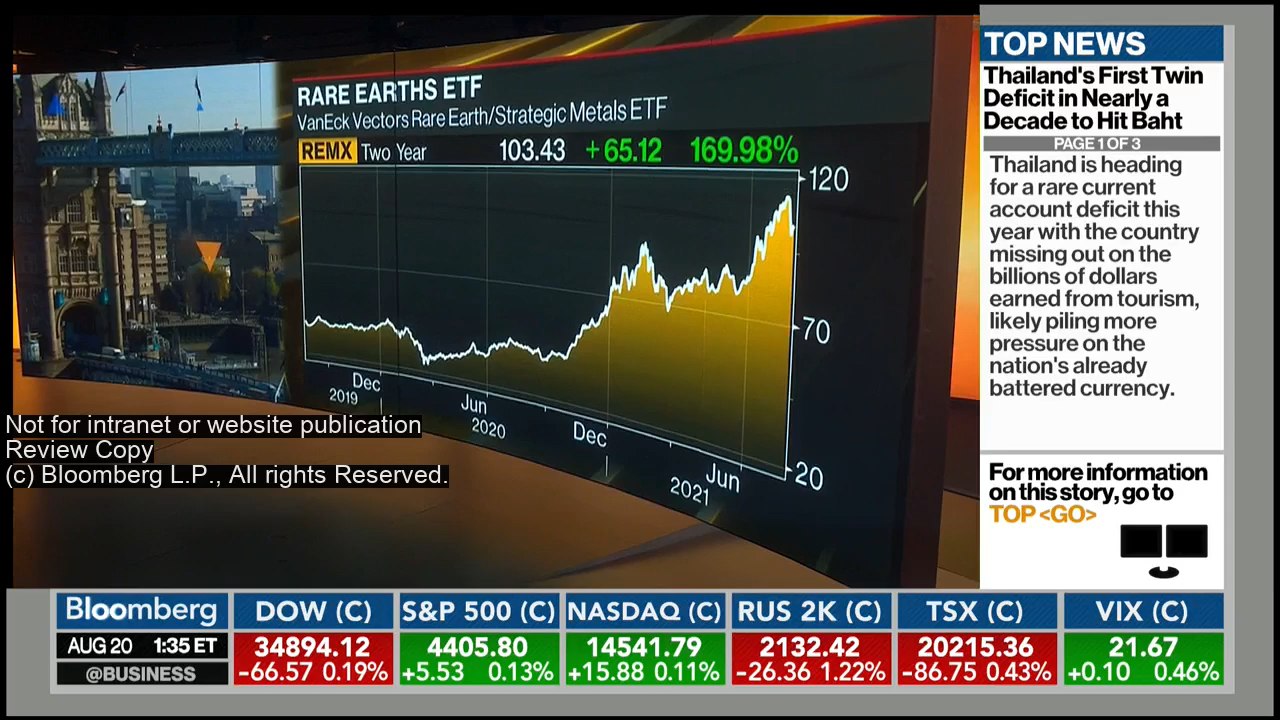 RARE EARTHS ETF
VanEck Vectors Rare Earth/Strategic Metals ETF
REMX Two Year 103.43 +65.12 169.98%
120
70
20
Dec
2019
Jun
2020
Dec
Jun
2021
Not for intranet or website publication
Review Copy
(c) Bloomberg L.P., All rights Reserved.
TOP NEWS
Thailand's First Twin
Deficit in Nearly a
Decade to Hit Baht
PAGE 1 OF 3
Thailand is heading
for a rare current
account deficit this
year with the country
missing out on the
billions of dollars
earned from tourism,
likely piling more
pressure on the
nation's already
battered currency.
For more information
on this story, go to
TOP <GO>
Bloomberg DOW (C) S&P 500 (C) NASDAQ (C) RUS 2K (C) TSX (C) VIX (C)
AUG 20 1:35 ET 34894.12 4405.80 14541.79 2132.42 20215.36 21.67
@BUSINESS -66.57 0.19% +5.53 0.13% +15.88 0.11% -26.36 1.22% -86.75 0.43% +0.10 0.46%